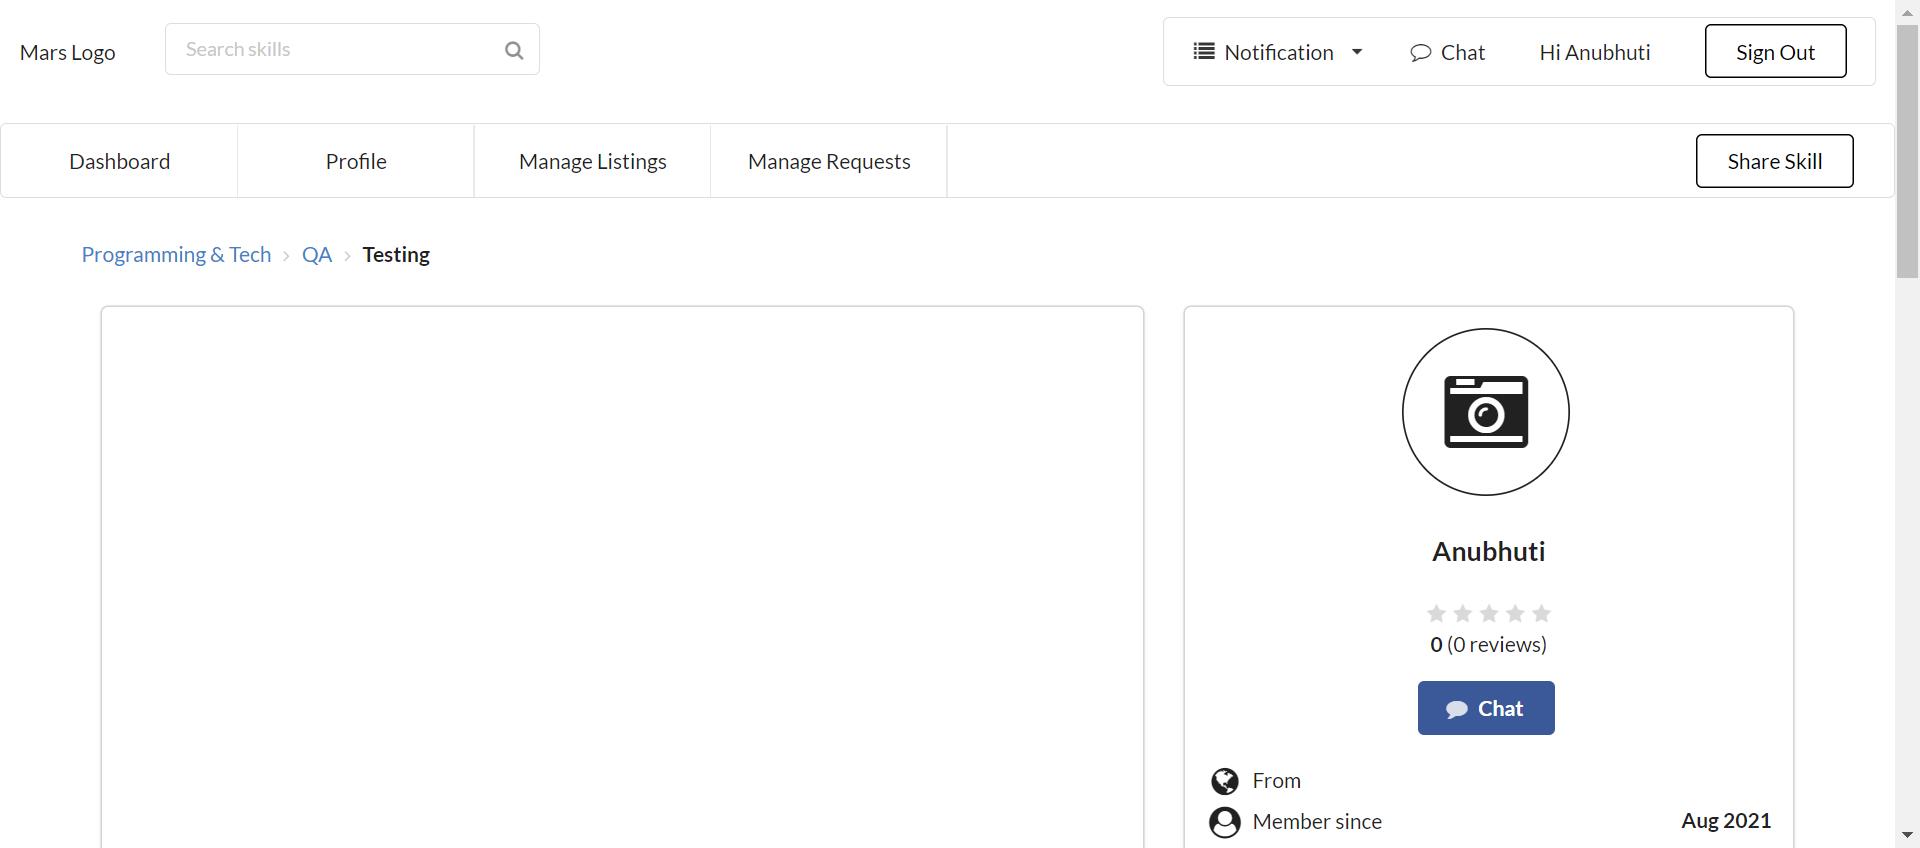 Mars Logo
Search skills
Notification
Chat
Hi Anubhuti
Sign Out
Dashboard
Profile
Manage Listings
Manage Requests
Share Skill
Programming & Tech › QA › Testing
Anubhuti
0 (0 reviews)
Chat
From
Member since Aug 2021